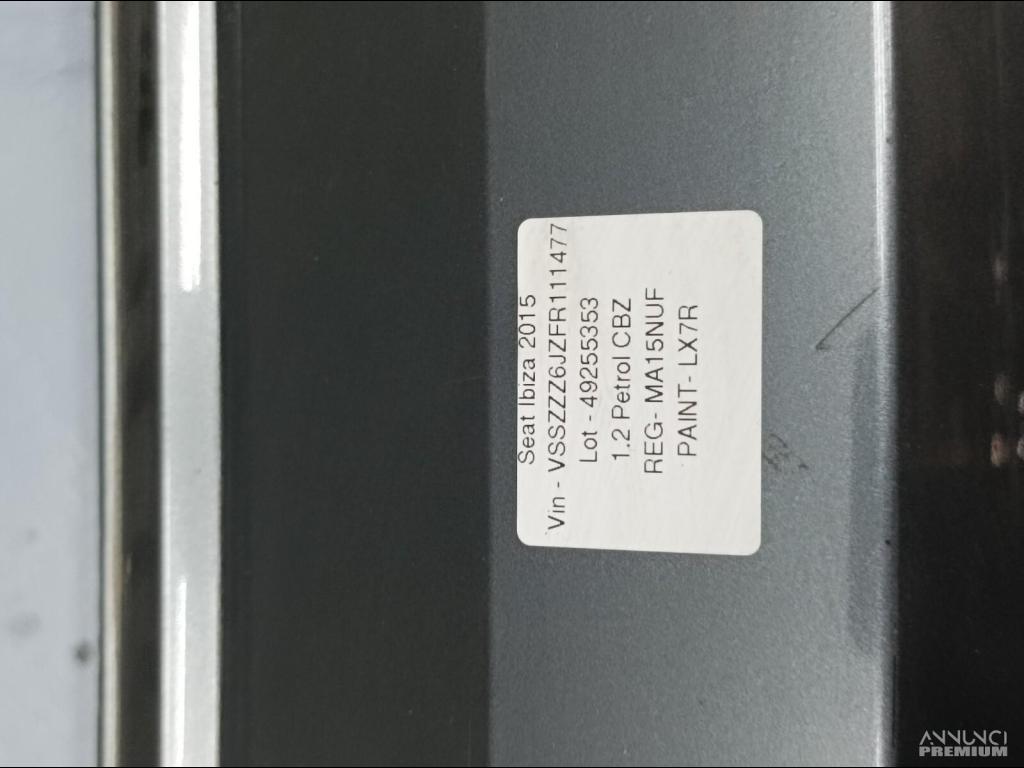 Seat Ibiza 2015
Vin - VSSZZZ6JZFR111477
Lot - 49255353
1.2 Petrol CBZ
REG- MA15NUF
PAINT- LX7R
ANNUNCI
PREMIUM